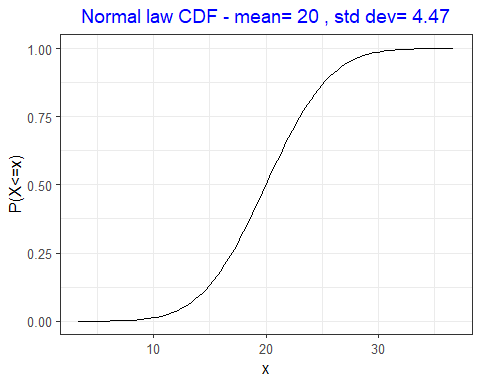 Normal law CDF - mean= 20 , std dev= 4.47
1.00
0.75
0.50
0.25
0.00
P(X<=x)
10 20 30
x